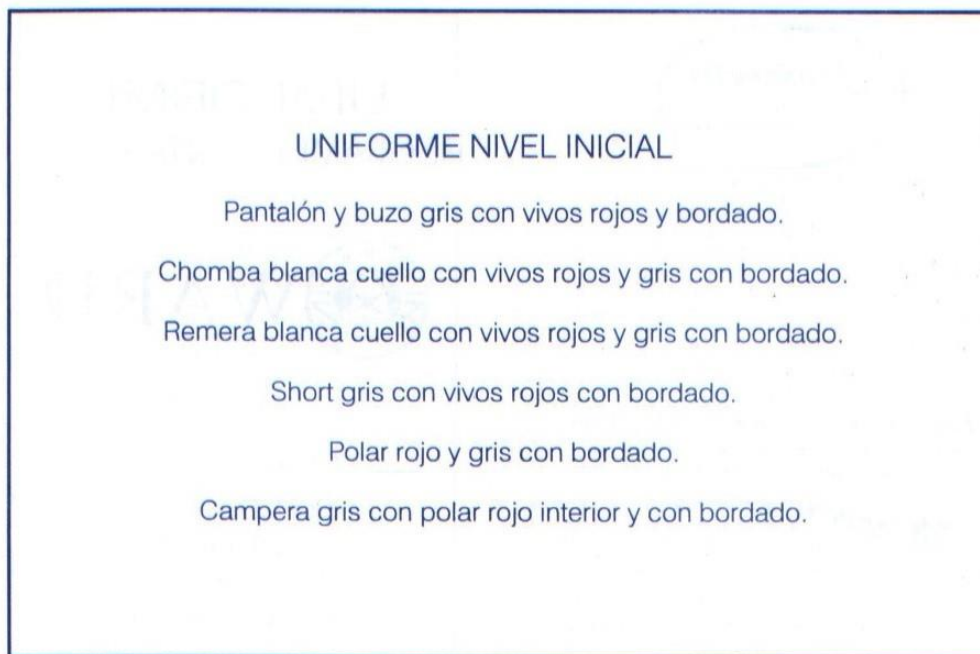 UNIFORME NIVEL INICIAL
Pantalón y buzo gris con vivos rojos y bordado.
Chomba blanca cuello con vivos rojos y gris con bordado.
Remera blanca cuello con vivos rojos y gris con bordado.
Short gris con vivos rojos con bordado.
Polar rojo y gris con bordado.
Campera gris con polar rojo interior y con bordado.